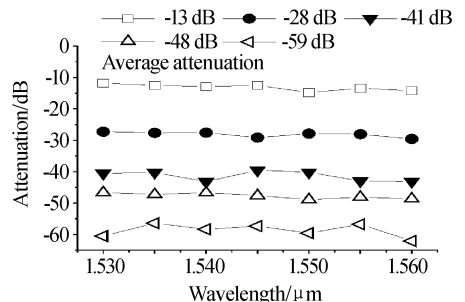 -13 dB -28 dB -41 dB
-48 dB -59 dB
Average attenuation
Attenuation/dB
0
-10
-20
-30
-40
-50
-60
1.530 1.540 1.550 1.560
Wavelength/μm